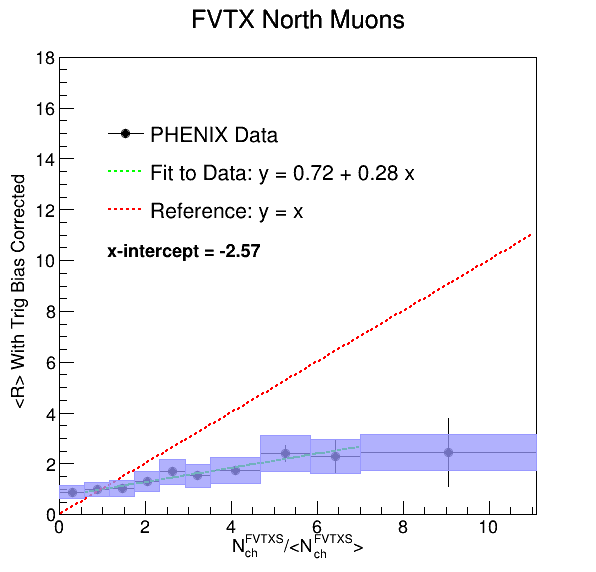 FVTX North Muons
<R> With Trig Bias Corrected
18
16
14
12
10
8
6
4
2
0
PHENIX Data
Fit to Data: y = 0.72 + 0.28 x
Reference: y = x
x-intercept = -2.57
0 2 4 6 8 10
N_ch^FVTXS/<N_ch^FVTXS>